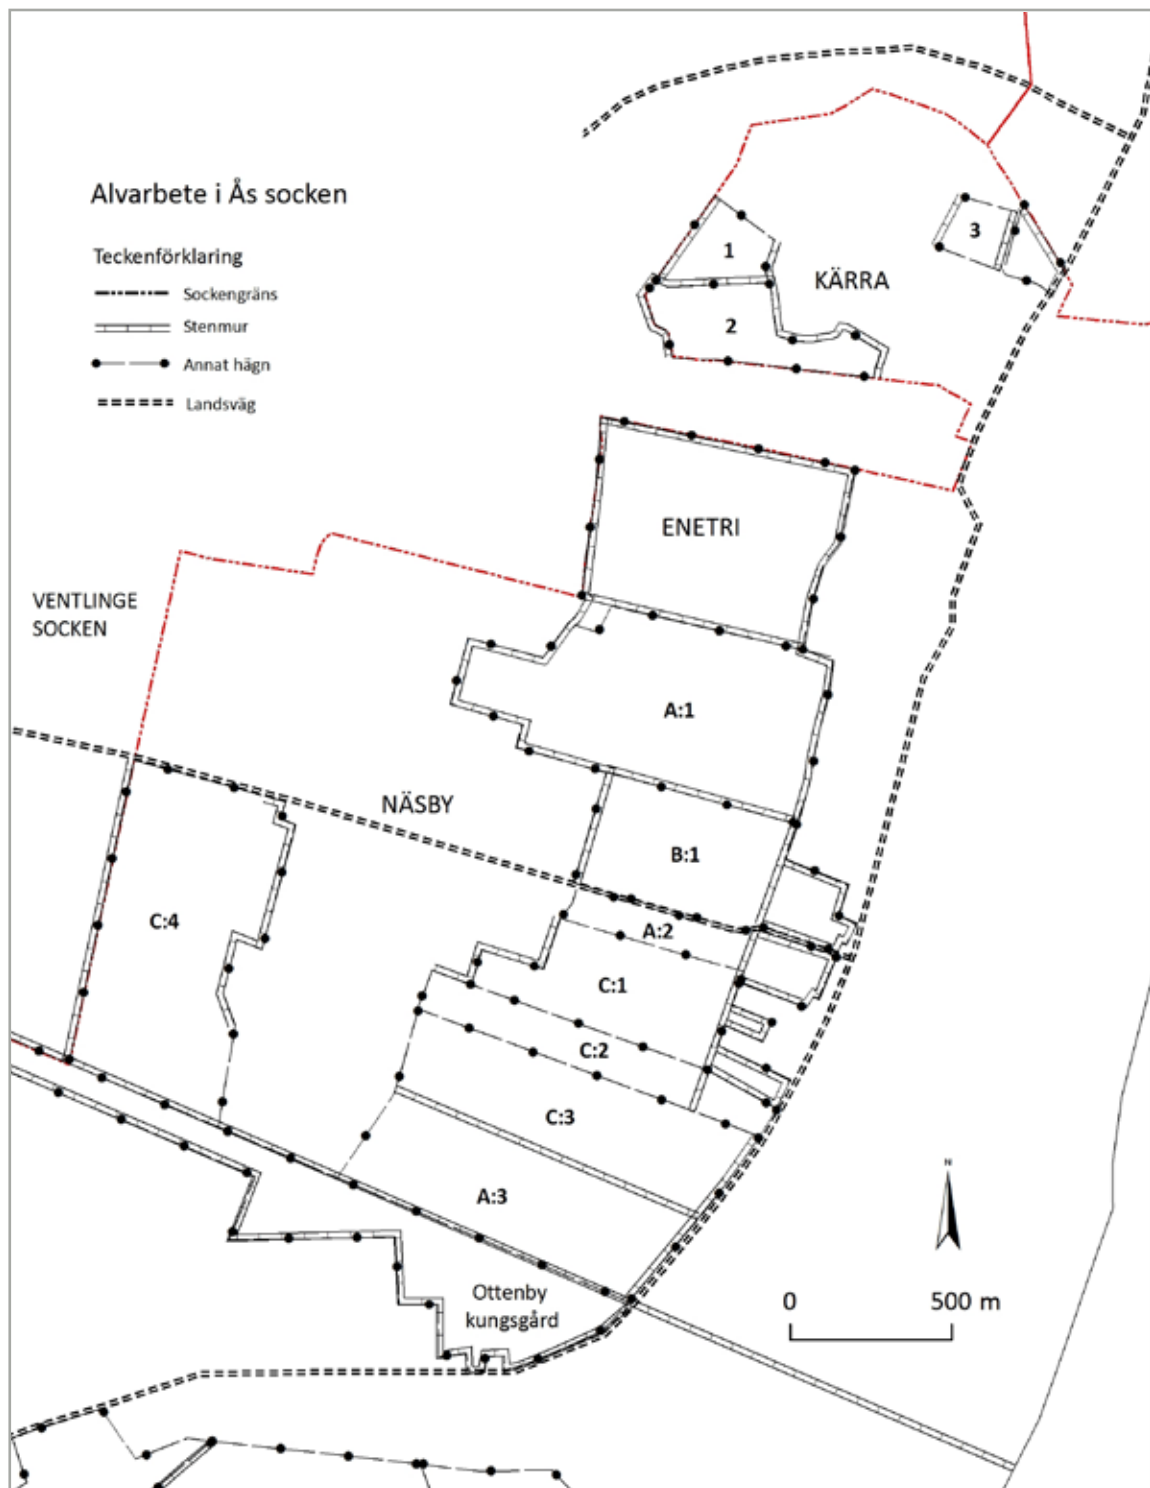 Alvarbete i Ås socken
Teckenförklaring
Sockengräns
Stenmur
Annat hägn
Landsväg
1
2
3
KÄRRA
ENETRI
VENTLINGE
SOCKEN
A:1
NÄSBY
B:1
C:4
A:2
C:1
C:2
C:3
A:3
N
Ottenby
kungsgård
0 500 m